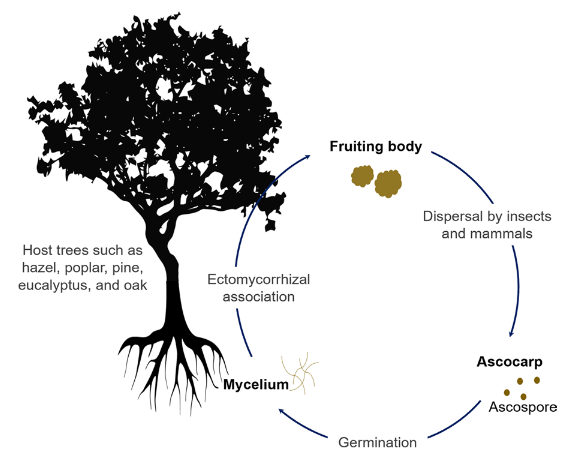 Fruiting body
Dispersal by insects
and mammals
Host trees such as
hazel, poplar, pine,
eucalyptus, and oak
Ectomycorrhizal
association
Ascocarp
Mycelium
Ascospore
Germination